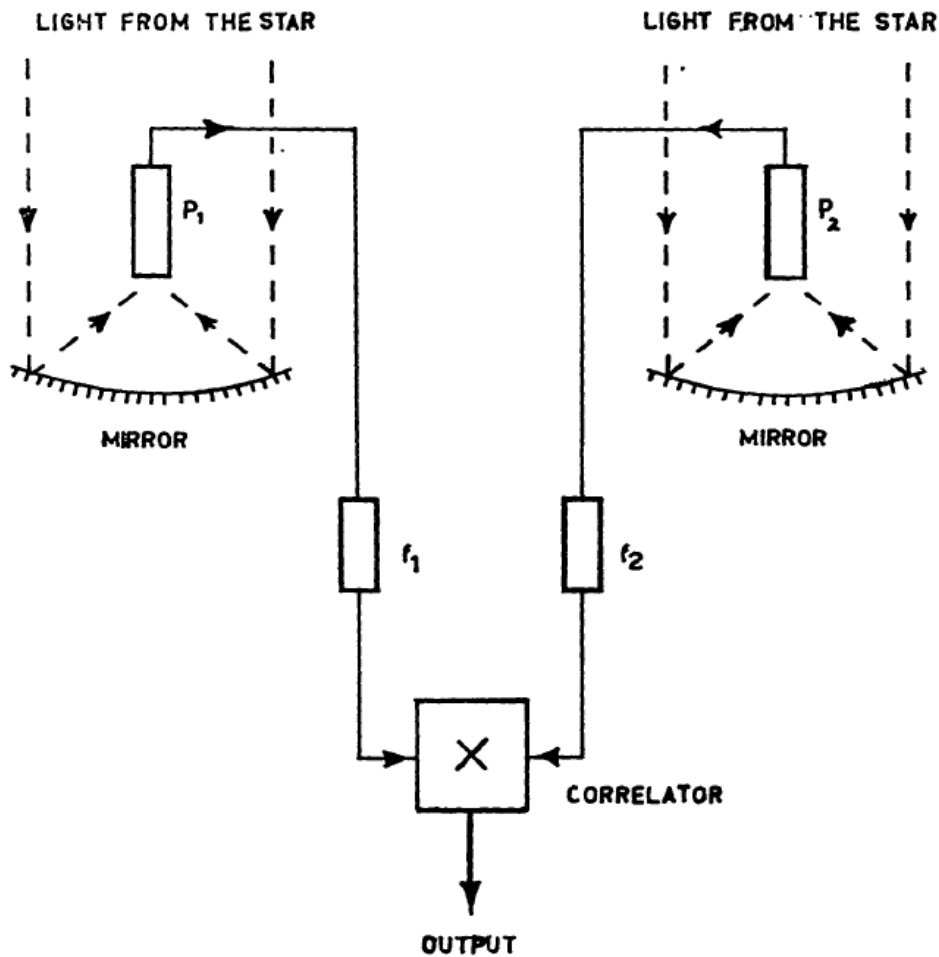 LIGHT FROM THE STAR
LIGHT FROM THE STAR
P1
P2
MIRROR
MIRROR
f1
f2
×
CORRELATOR
OUTPUT